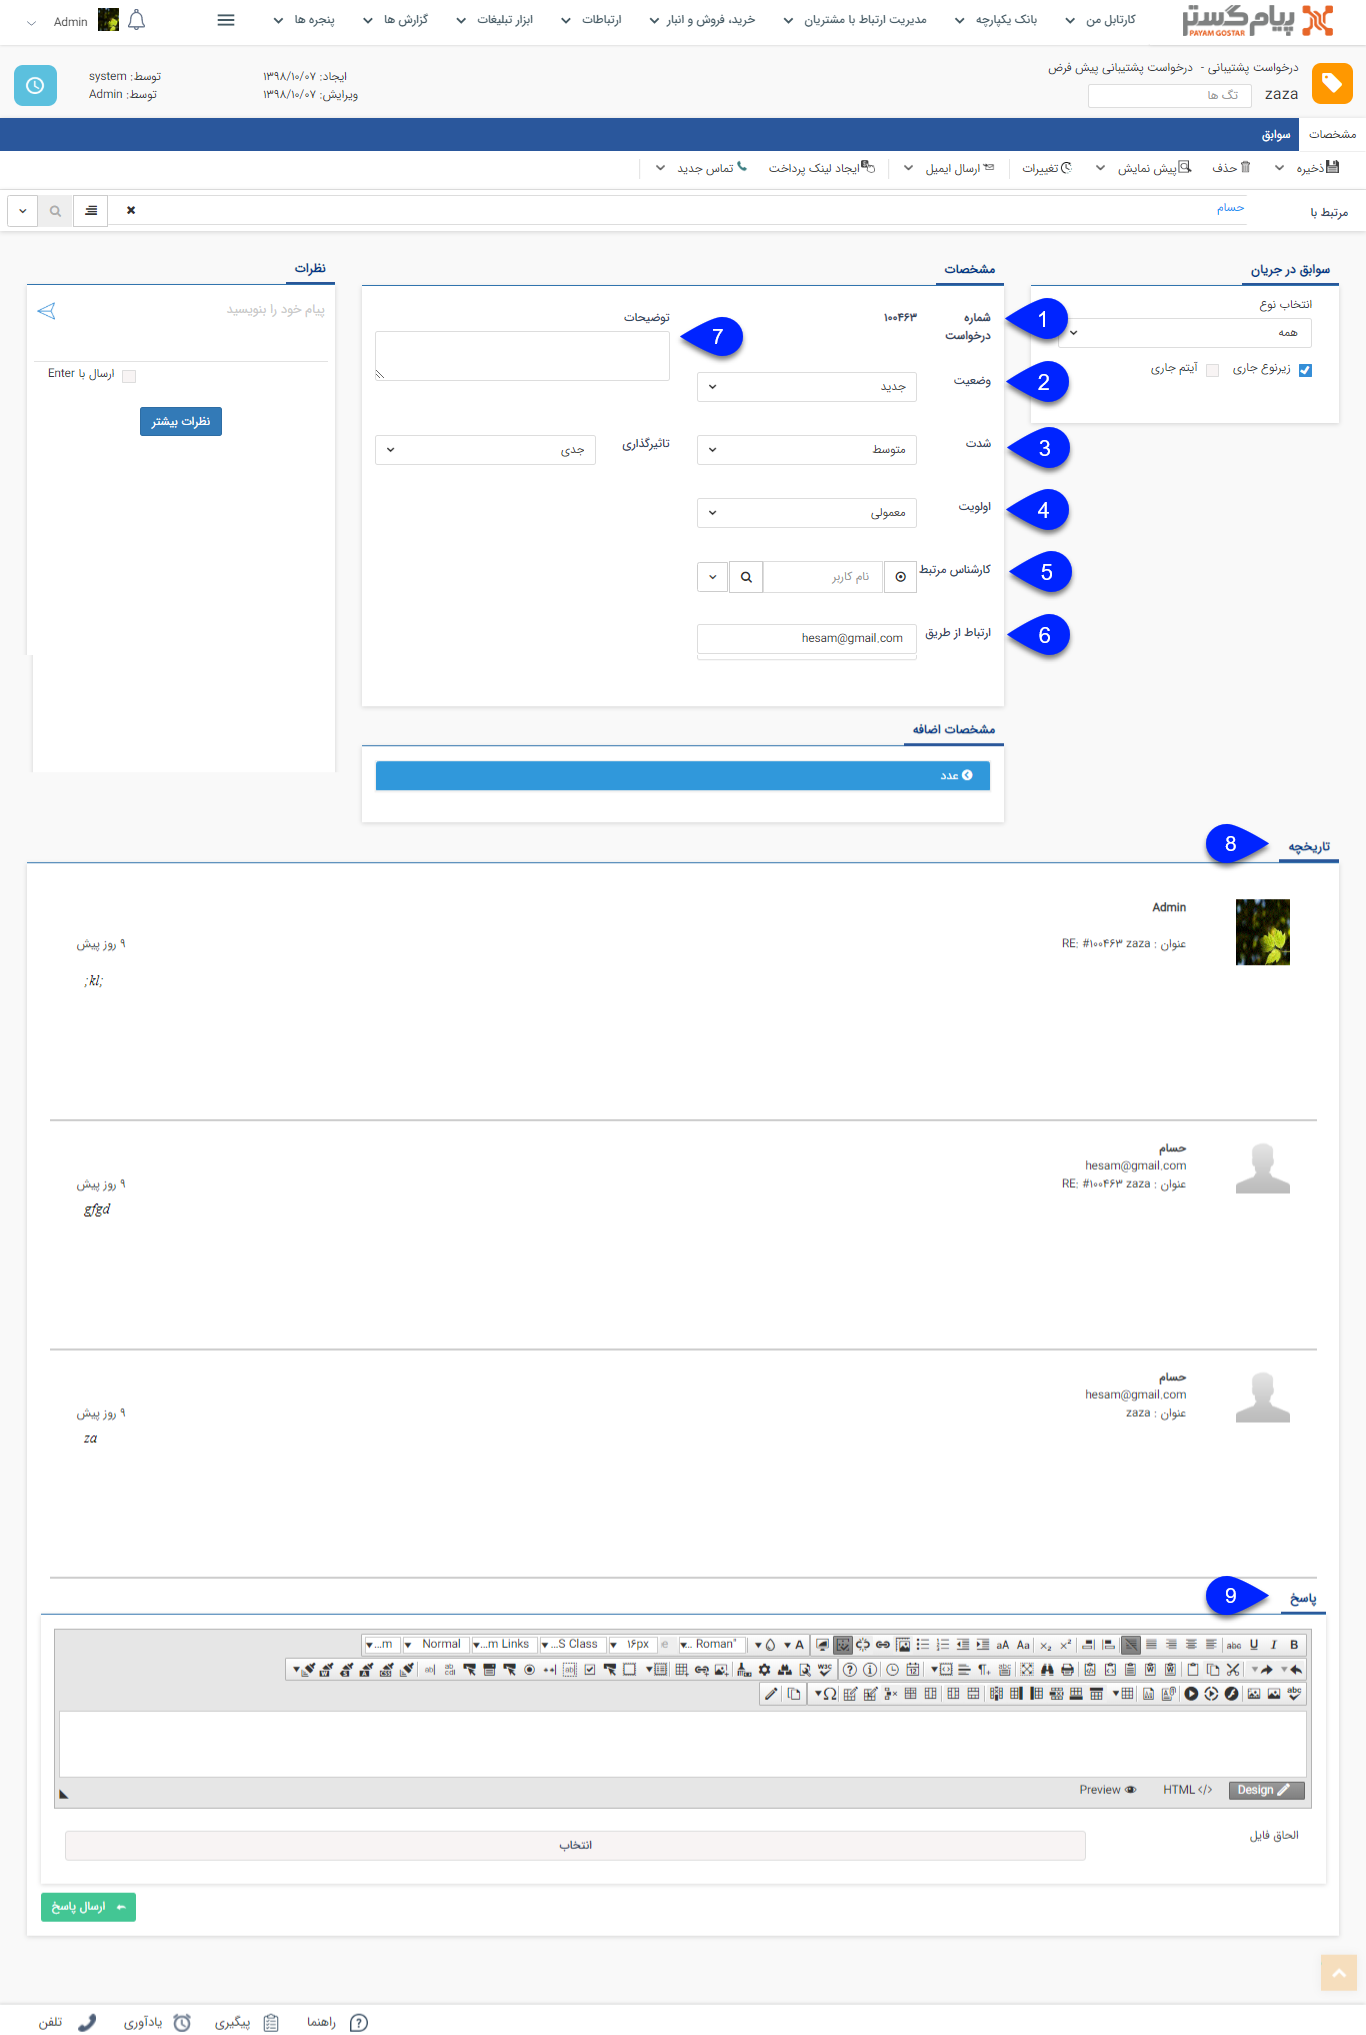 پیام گستر
PAYAM GOSTAR
کارتابل من
بانک یکپارچه
مدیریت ارتباط با مشتریان
خرید، فروش و انبار
ارتباطات
ابزار تبلیغات
گزارش ها
پنجره ها
Admin
درخواست پشتیبانی - درخواست پشتیبانی پیش فرض
zaza
تگ ها
ایجاد: ۱۳۹۸/۱۰/۰۷
توسط: system
ویرایش: ۱۳۹۸/۱۰/۰۷
توسط: Admin
مشخصات
سوابق
ذخیره
حذف
پیش نمایش
تغییرات
ارسال ایمیل
ایجاد لینک پرداخت
تماس جدید
مرتبط با
حسام
سوابق در جریان
انتخاب نوع
همه
زیرنوع جاری
آیتم جاری
مشخصات
1
شماره درخواست
۱۰۰۴۶۳
7
توضیحات
2
وضعیت
جدید
3
شدت
متوسط
تاثیرگذاری
جدی
4
اولویت
معمولی
5
کارشناس مرتبط
نام کاربر
6
ارتباط از طریق
hesam@gmail.com
نظرات
پیام خود را بنویسید
ارسال با Enter
نظرات بیشتر
مشخصات اضافه
عدد
8
تاریخچه
Admin
عنوان : RE: #۱۰۰۴۶۳ zaza
۹ روز پیش
;kl;
حسام
hesam@gmail.com
عنوان : RE: #۱۰۰۴۶۳ zaza
۹ روز پیش
gfgd
حسام
hesam@gmail.com
عنوان : zaza
۹ روز پیش
za
9
پاسخ
m...
Normal
m Links...
S Class...
۱۶px
Roman" ...
Design
HTML
Preview
الحاق فایل
انتخاب
ارسال پاسخ
راهنما
پیگیری
یادآوری
تلفن